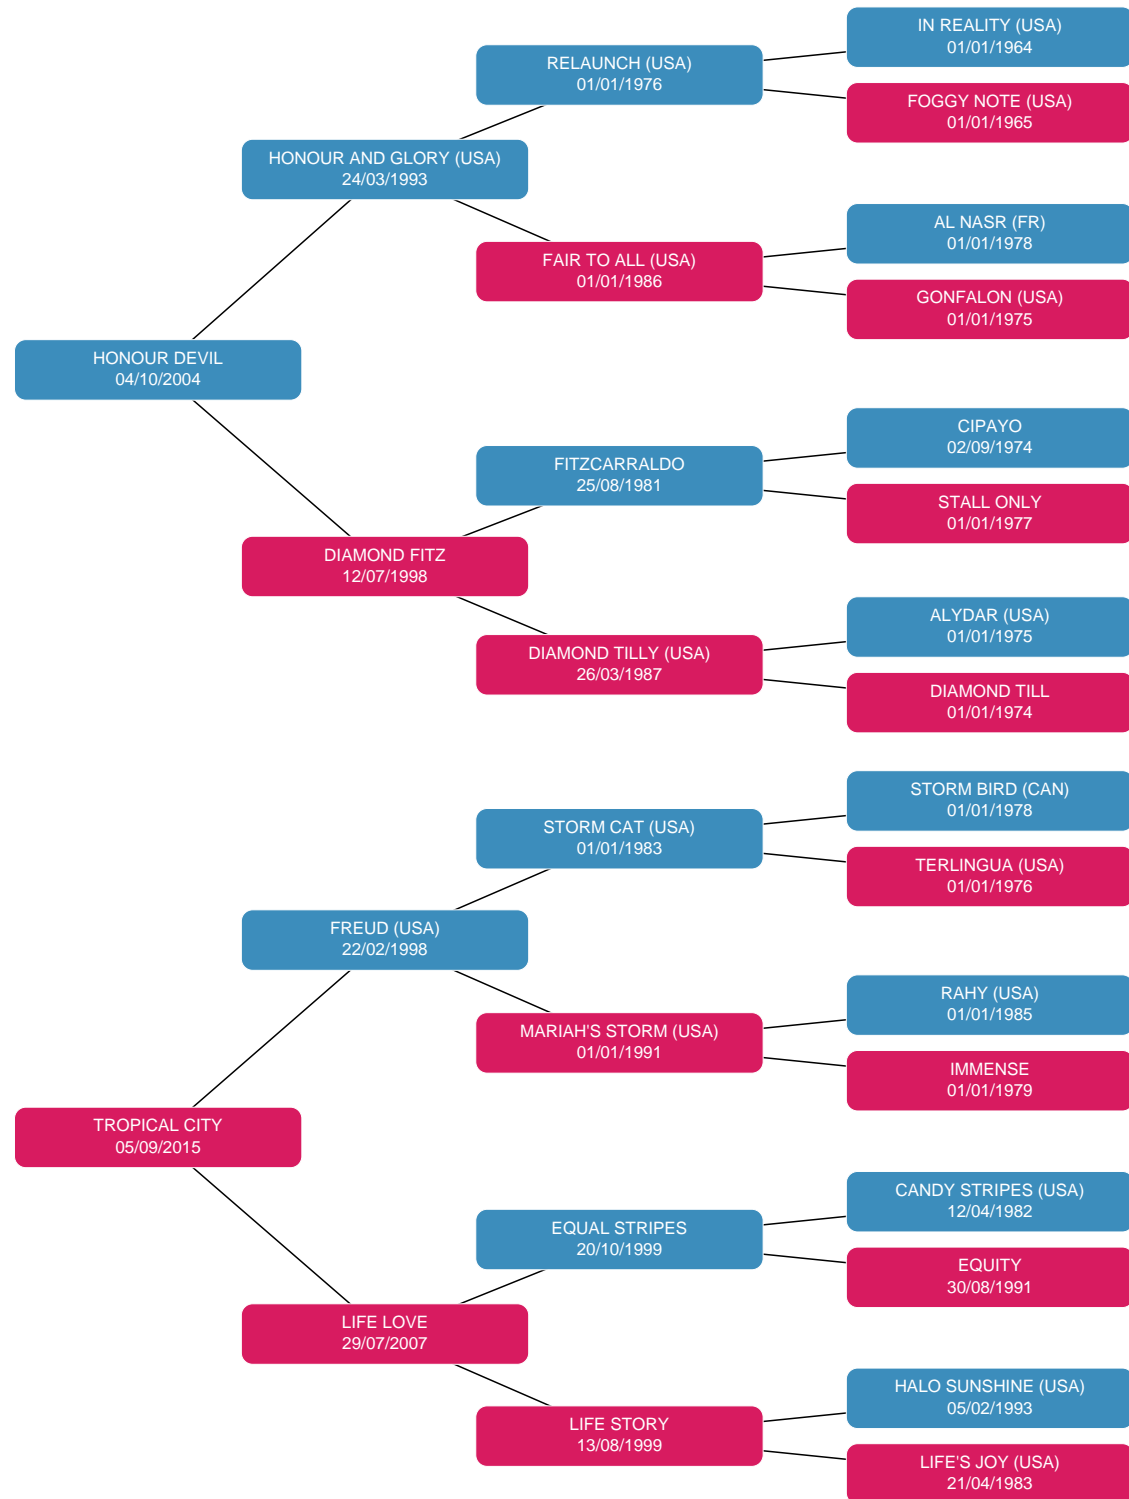 IN REALITY (USA)
01/01/1964
RELAUNCH (USA)
01/01/1976
FOGGY NOTE (USA)
01/01/1965
HONOUR AND GLORY (USA)
24/03/1993
AL NASR (FR)
01/01/1978
FAIR TO ALL (USA)
01/01/1986
GONFALON (USA)
01/01/1975
HONOUR DEVIL
04/10/2004
CIPAYO
02/09/1974
FITZCARRALDO
25/08/1981
STALL ONLY
01/01/1977
DIAMOND FITZ
12/07/1998
ALYDAR (USA)
01/01/1975
DIAMOND TILLY (USA)
26/03/1987
DIAMOND TILL
01/01/1974
STORM BIRD (CAN)
01/01/1978
STORM CAT (USA)
01/01/1983
TERLINGUA (USA)
01/01/1976
FREUD (USA)
22/02/1998
RAHY (USA)
01/01/1985
MARIAH'S STORM (USA)
01/01/1991
IMMENSE
01/01/1979
TROPICAL CITY
05/09/2015
CANDY STRIPES (USA)
12/04/1982
EQUAL STRIPES
20/10/1999
EQUITY
30/08/1991
LIFE LOVE
29/07/2007
HALO SUNSHINE (USA)
05/02/1993
LIFE STORY
13/08/1999
LIFE'S JOY (USA)
21/04/1983